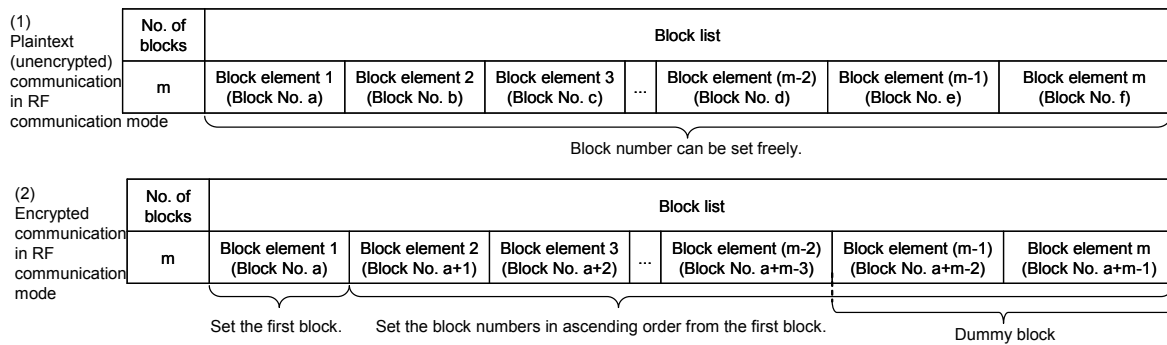 (1)
Plaintext
(unencrypted)
communication
in RF
communication mode
No. of
blocks
Block list
m
Block element 1
(Block No. a)
Block element 2
(Block No. b)
Block element 3
(Block No. c)
...
Block element (m-2)
(Block No. d)
Block element (m-1)
(Block No. e)
Block element m
(Block No. f)
Block number can be set freely.
(2)
Encrypted
communication
in RF
communication
mode
No. of
blocks
Block list
m
Block element 1
(Block No. a)
Block element 2
(Block No. a+1)
Block element 3
(Block No. a+2)
...
Block element (m-2)
(Block No. a+m-3)
Block element (m-1)
(Block No. a+m-2)
Block element m
(Block No. a+m-1)
Set the first block.
Set the block numbers in ascending order from the first block.
Dummy block